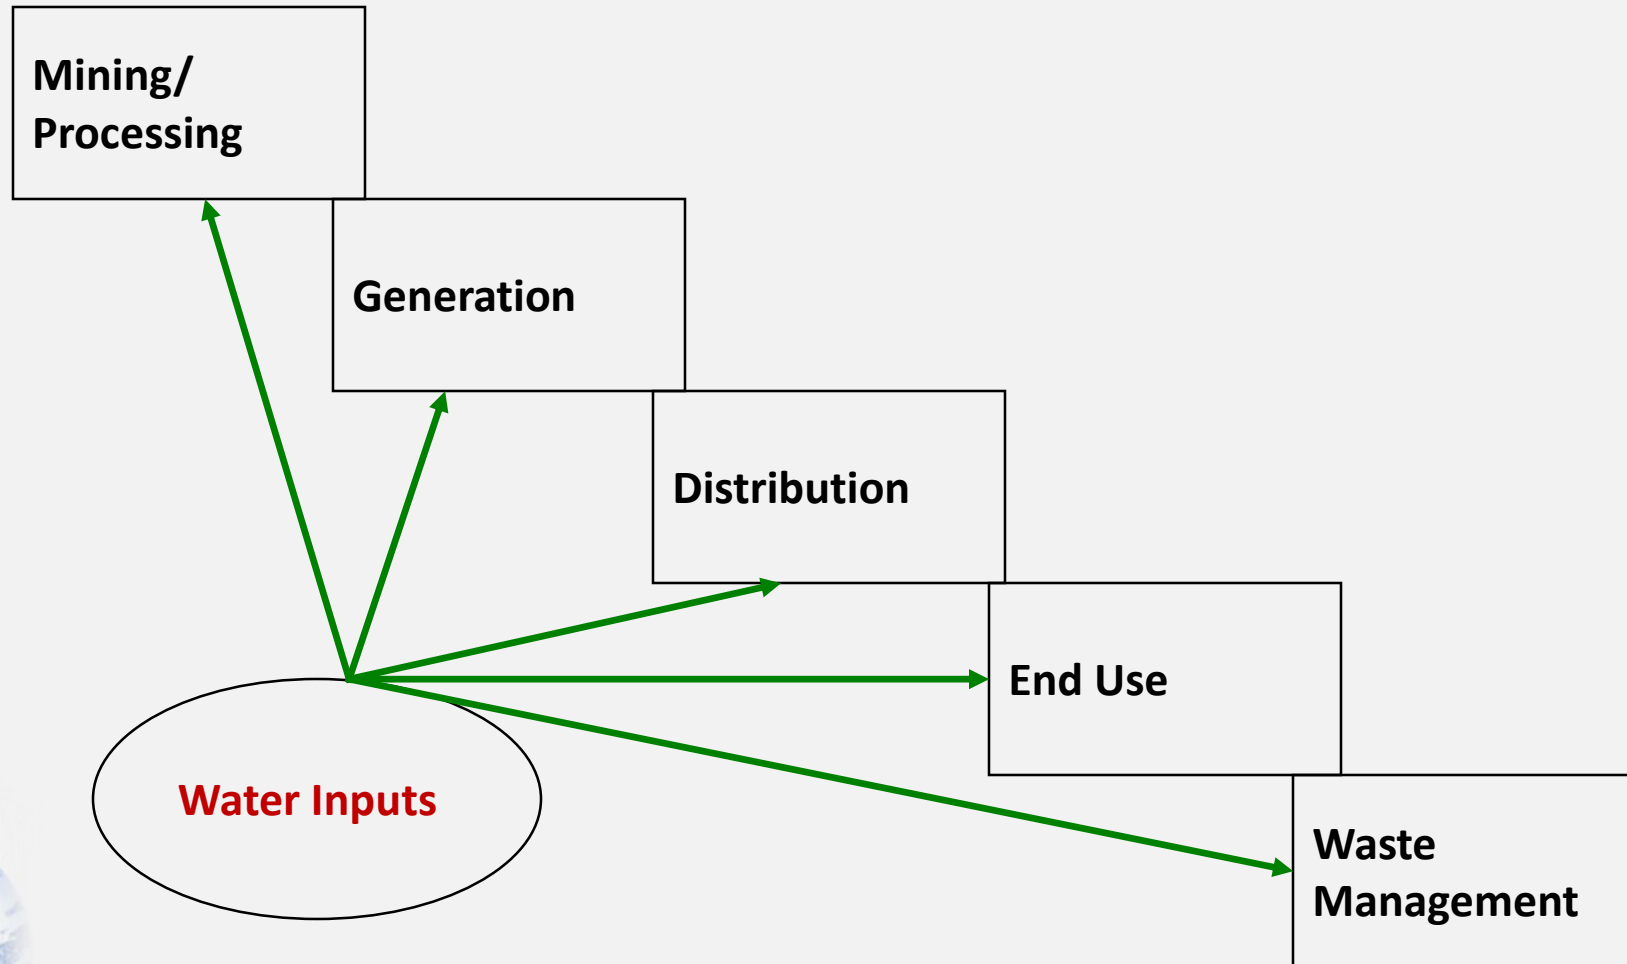 Mining/
Processing
Generation
Distribution
End Use
Water Inputs
Waste
Management